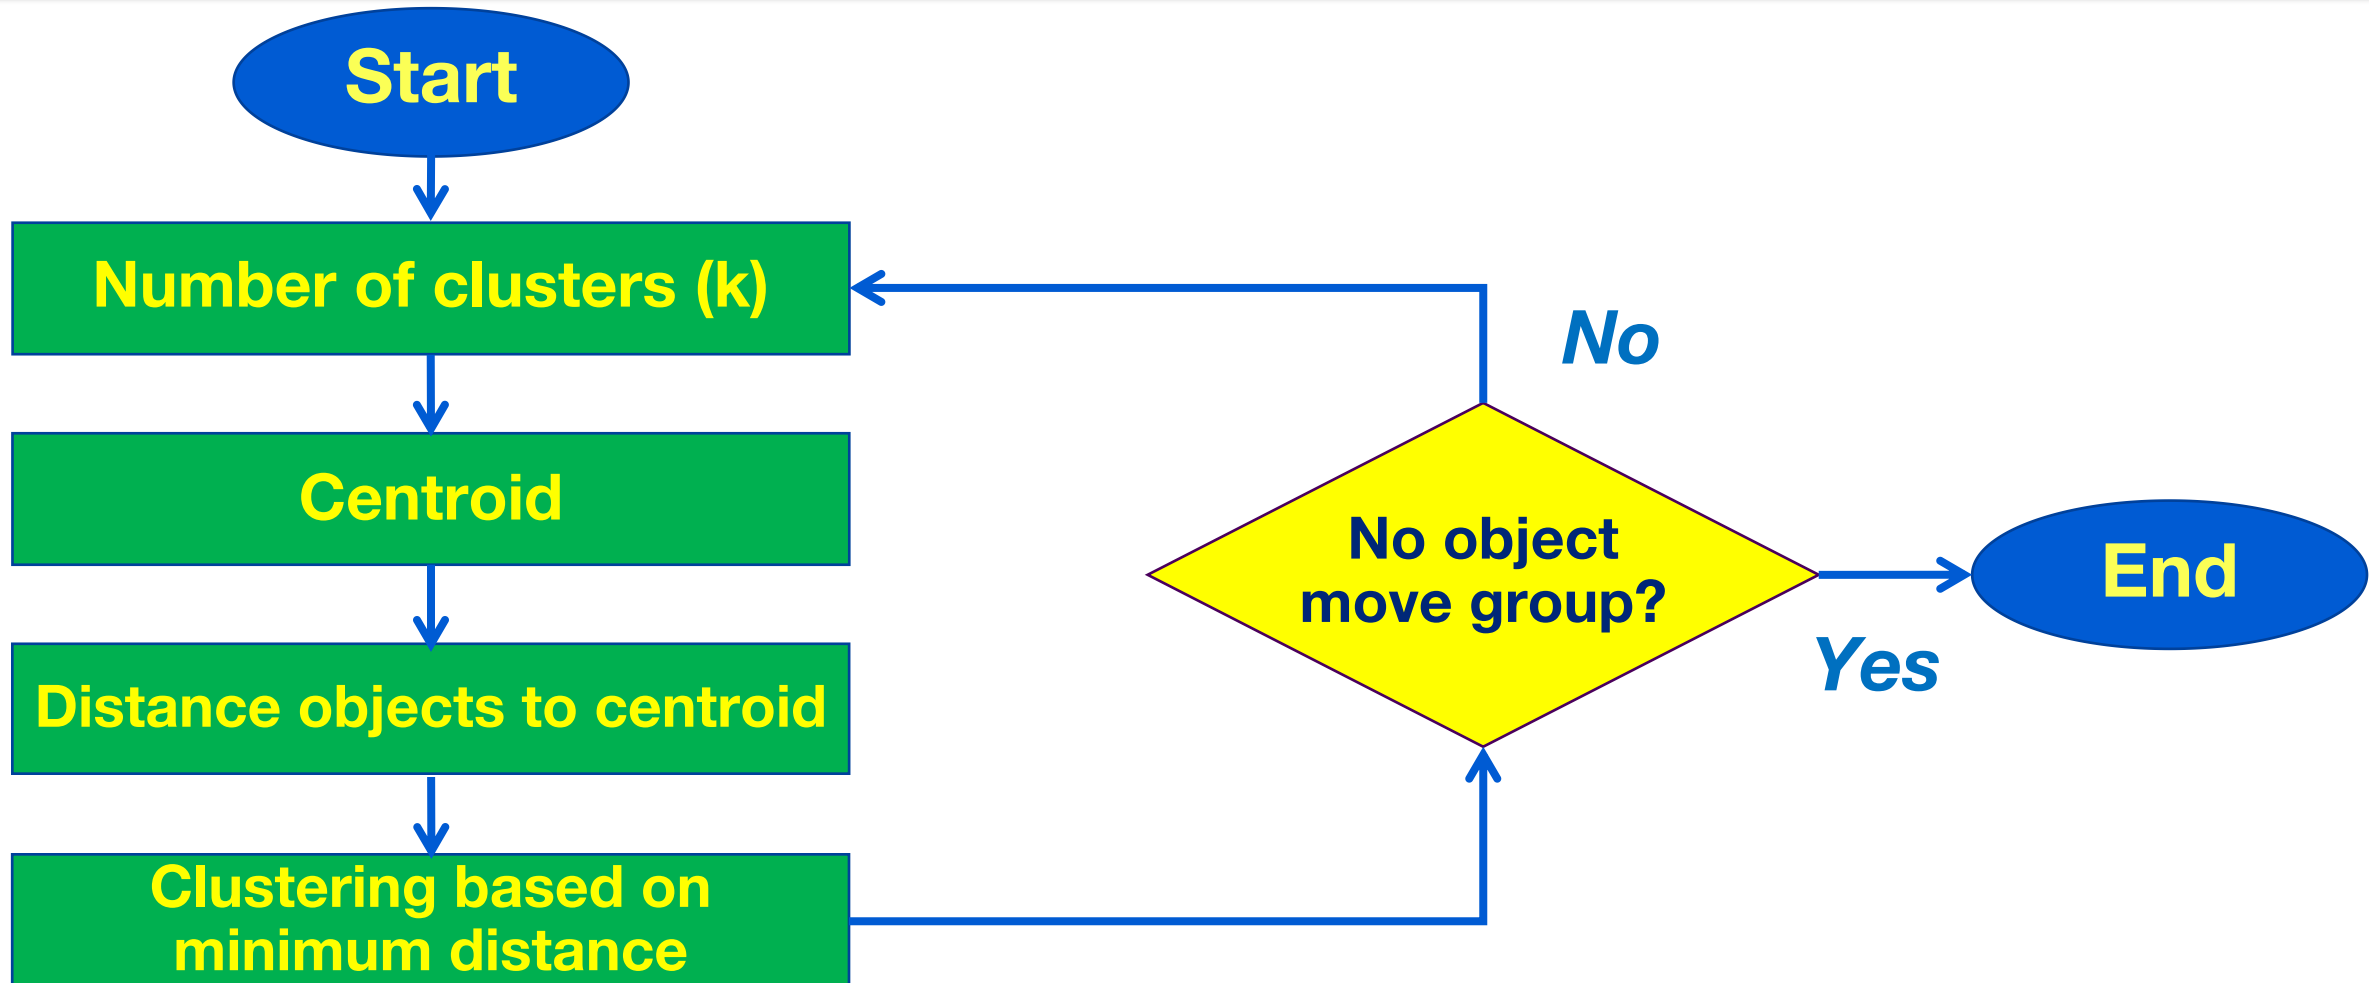 Start
Number of clusters (k)
Centroid
Distance objects to centroid
Clustering based on
minimum distance
No
No object
move group?
Yes
End